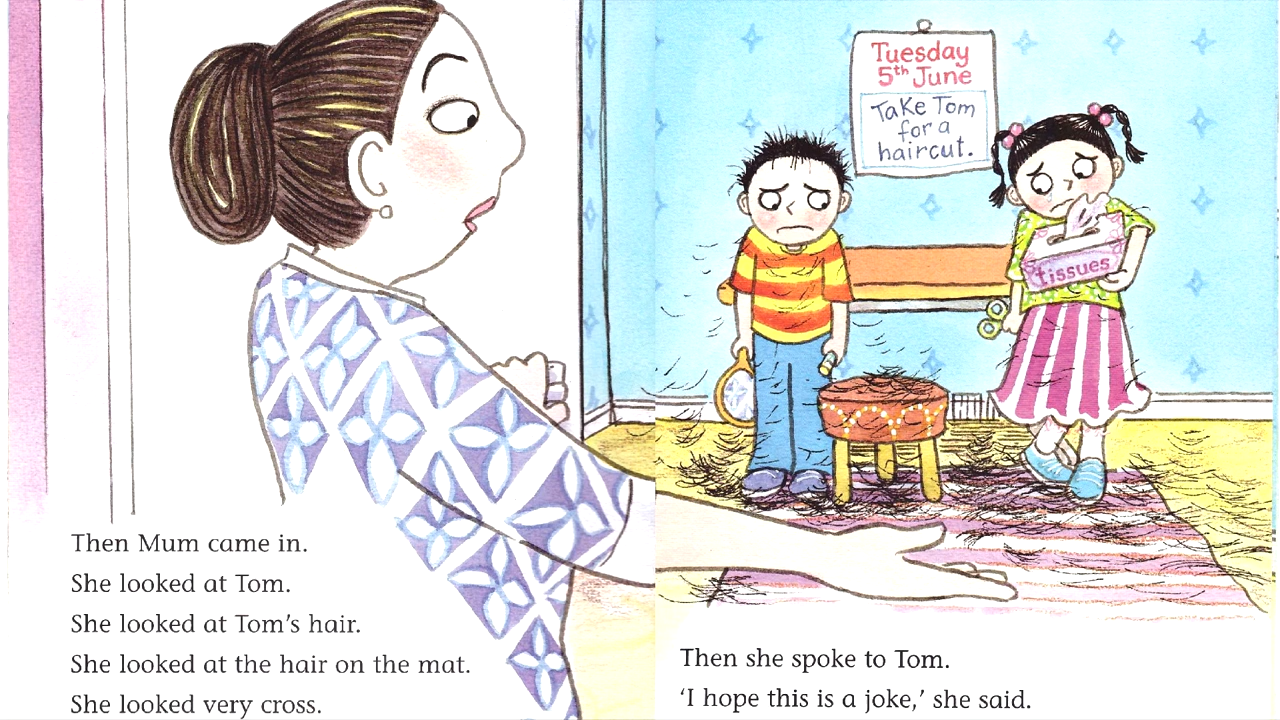 Then Mum came in.
She looked at Tom.
She looked at Tom's hair.
She looked at the hair on the mat.
She looked very cross.
Tuesday
5th June
Take Tom
for a
haircut.
tissues
Then she spoke to Tom.
'I hope this is a joke,' she said.